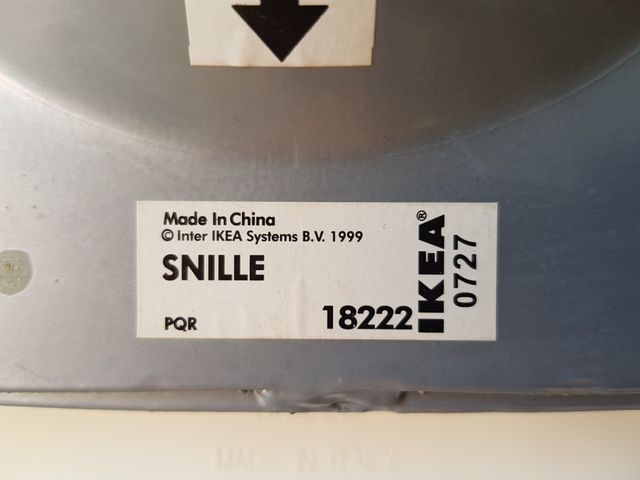 Made In China
© Inter IKEA Systems B.V. 1999
SNILLE
PQR
18222
IKEA®
0727
MADE IN ITALY